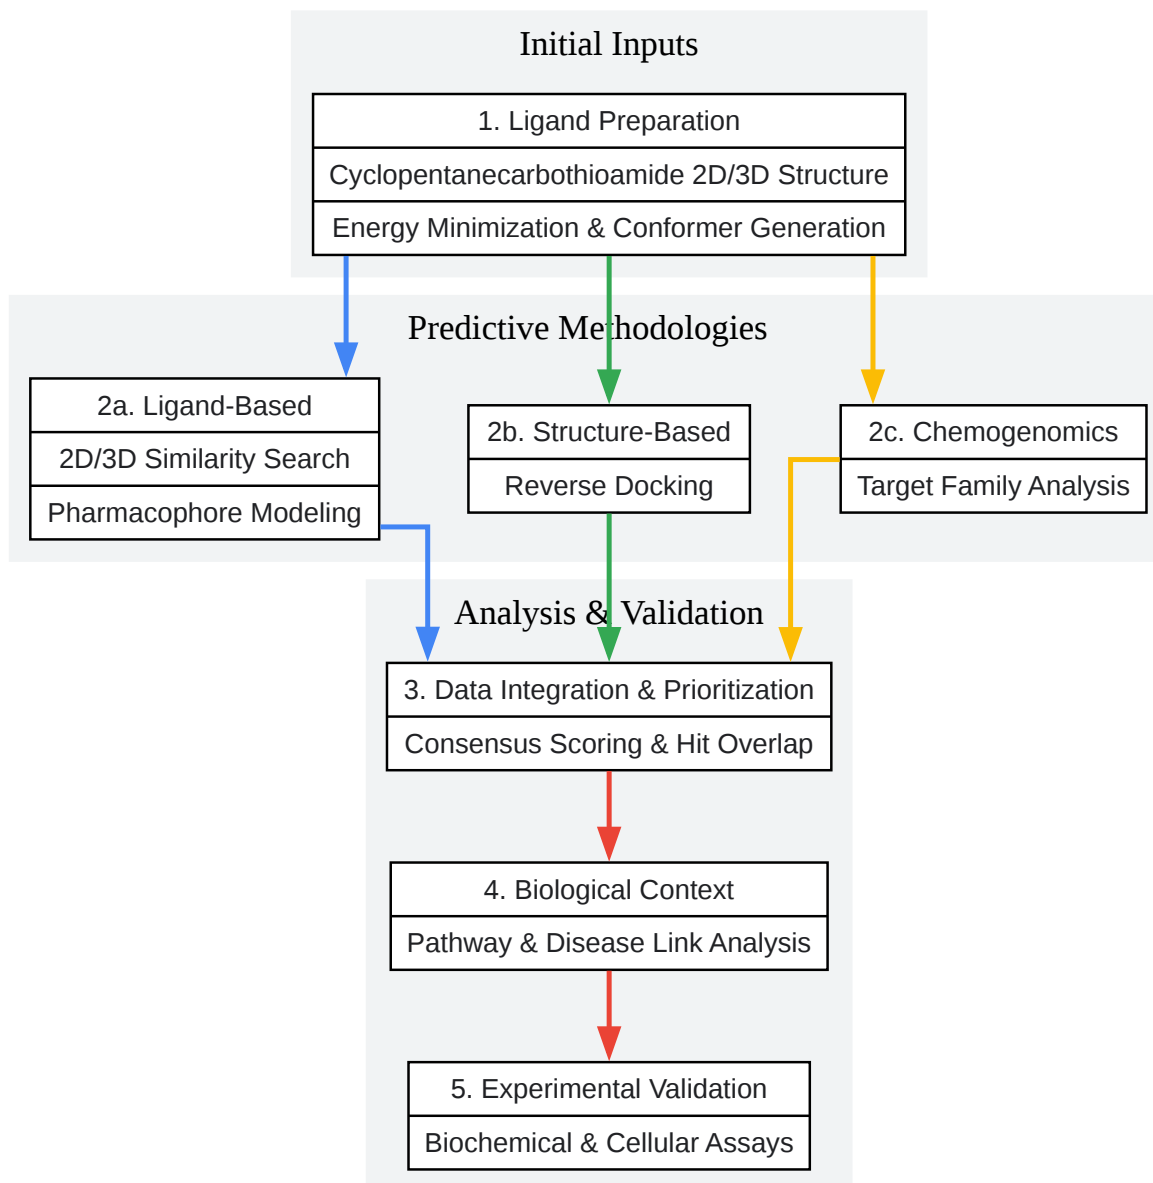 Initial Inputs
1. Ligand Preparation
Cyclopentanecarbothioamide 2D/3D Structure
Energy Minimization & Conformer Generation
Predictive Methodologies
2a. Ligand-Based
2D/3D Similarity Search
Pharmacophore Modeling
2b. Structure-Based
Reverse Docking
2c. Chemogenomics
Target Family Analysis
Analysis & Validation
3. Data Integration & Prioritization
Consensus Scoring & Hit Overlap
4. Biological Context
Pathway & Disease Link Analysis
5. Experimental Validation
Biochemical & Cellular Assays